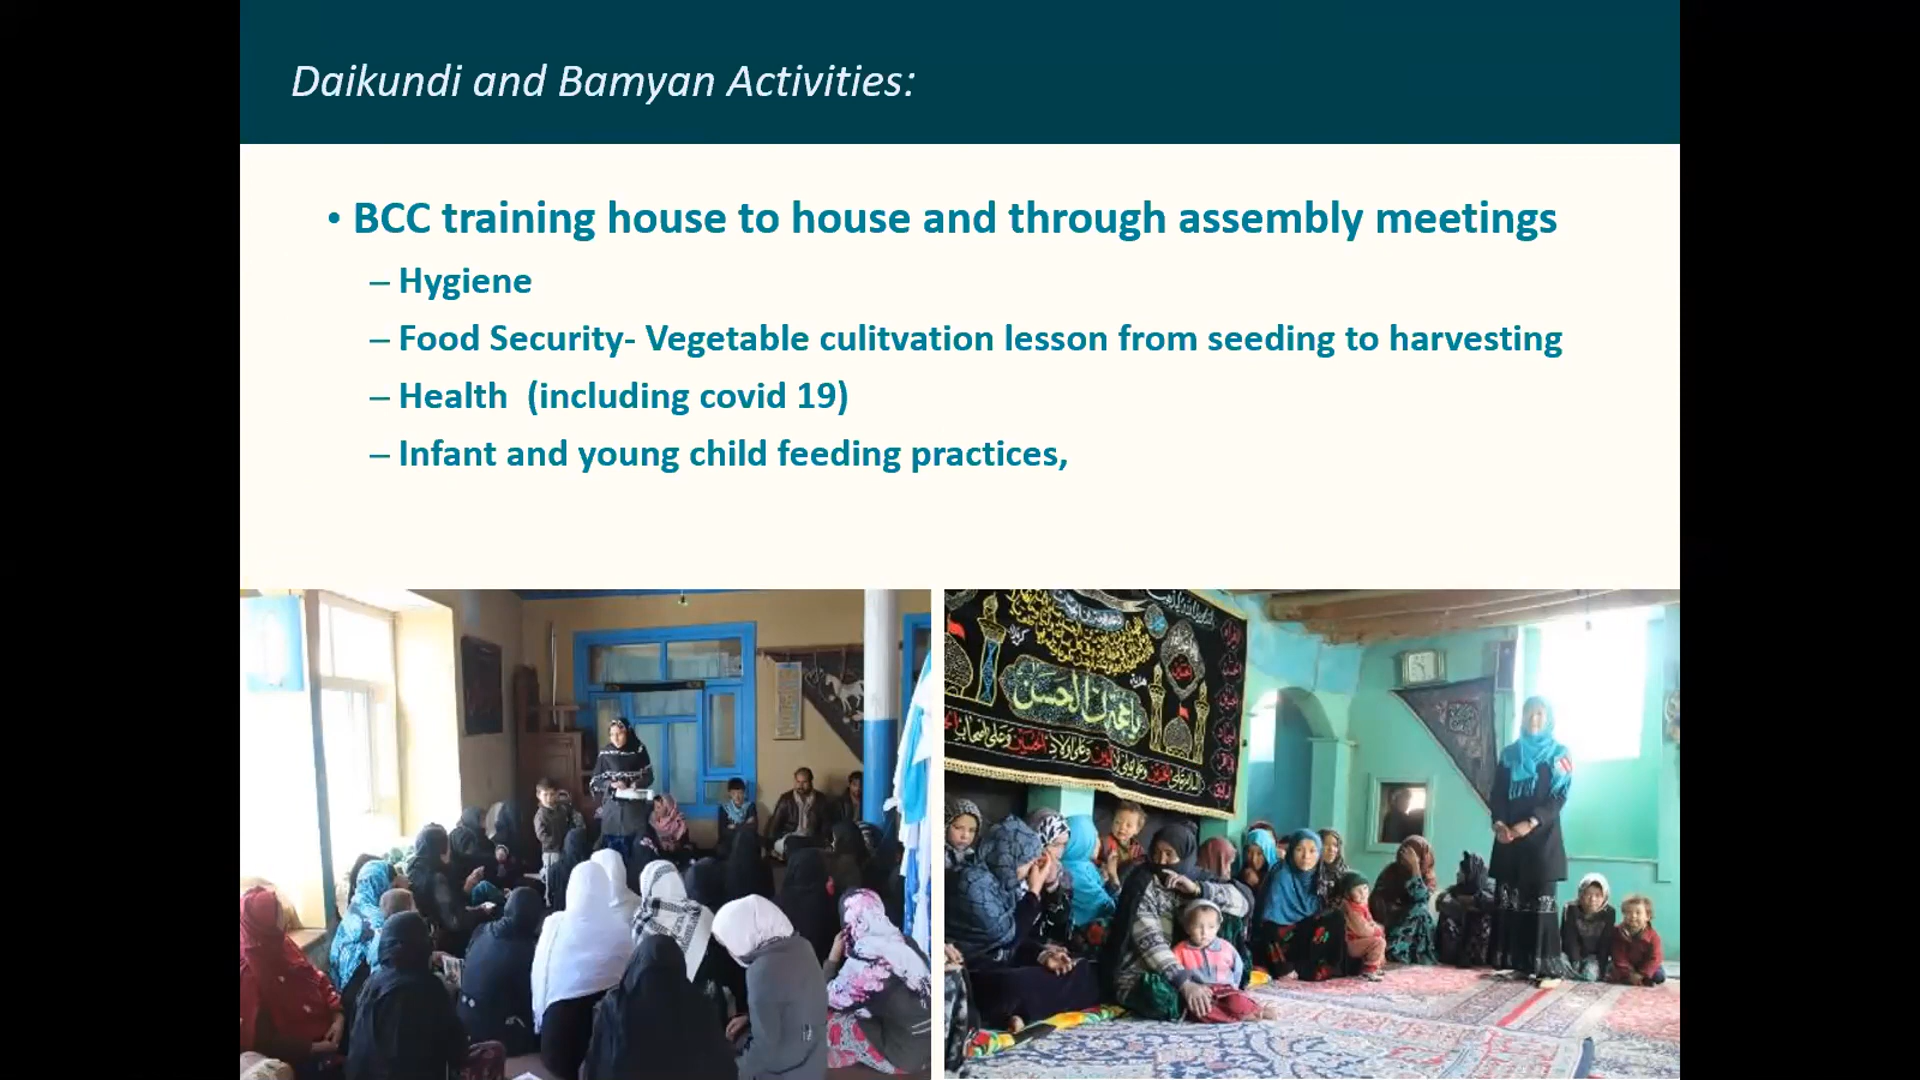 Daikundi and Bamyan Activities:
• BCC training house to house and through assembly meetings
– Hygiene
– Food Security- Vegetable culitvation lesson from seeding to harvesting
– Health  (including covid 19)
– Infant and young child feeding practices,